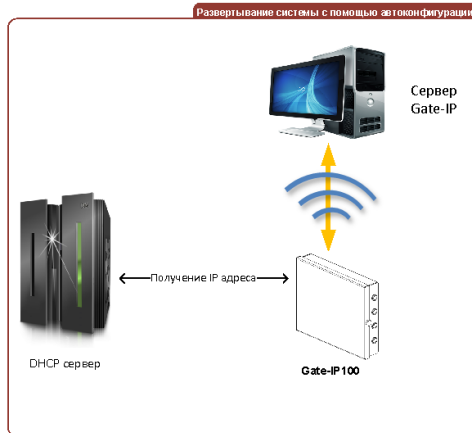 Развертывание системы с помощью автоконфигурации
Сервер
Gate-IP
Получение IP адреса
DHCP сервер
Gate-IP100